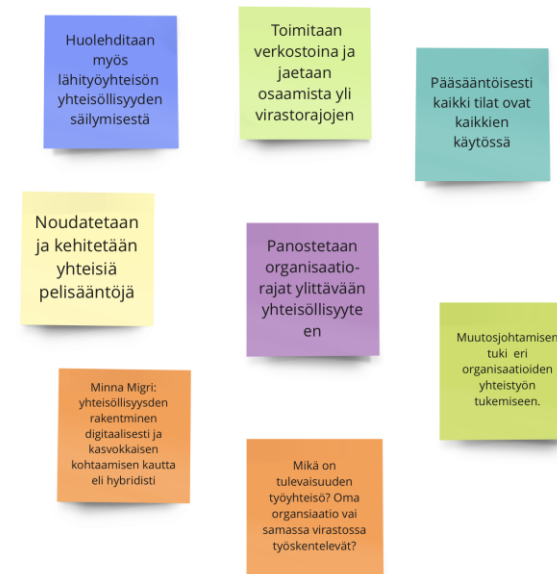 Huolehditaan
myös
lähityöyhteisön
yhteisöllisyyden
säilymisestä
Toimitaan
verkostoina ja
jaetaan
osaamista yli
virastorajojen
Pääsääntöisesti
kaikki tilat ovat
kaikkien
käytössä
Noudatetaan
ja kehitetään
yhteisiä
pelisääntöjä
Panostetaan
organisaatio-
rajat ylittävään
yhteisöllisyyte
en
Muutosjohtamisen
tuki eri
organisaatioiden
yhteistyön
tukemiseen.
Minna Migri:
yhteisöllisyysden
rakentminen
digitaalisesti ja
kasvokkaisen
kohtaamisen kautta
eli hybridisti
Mikä on
tulevaisuuden
työyhteisö? Oma
organsiaatio vai
samassa virastossa
työskentelevät?